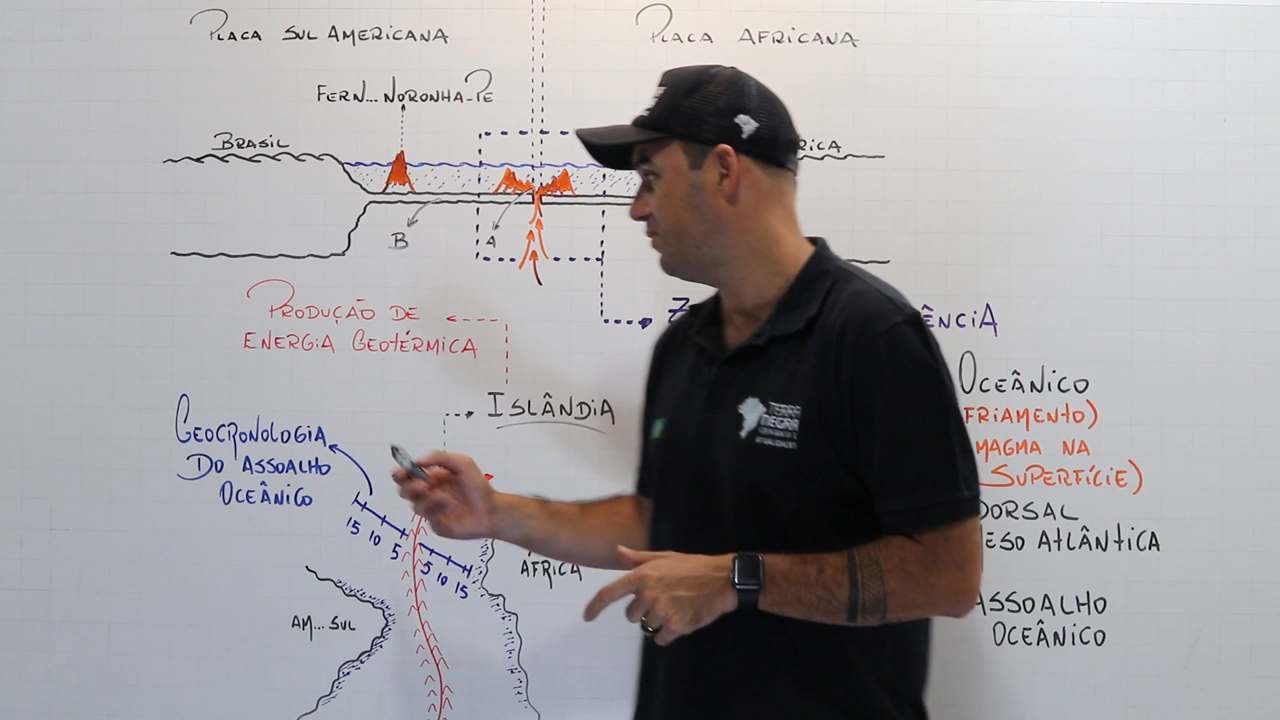 PLACA SUL AMERICANA
PLACA AFRICANA
FERN... NORONHA-PE
BRASIL
RICA
B
A
PRODUÇÃO DE
ENERGIA GEOTÉRMICA
Z
ÊNCIA
ISLÂNDIA
OCEÂNICO
FRIAMENTO)
MAGMA NA
SUPERFÍCIE)
DORSAL
MESO ATLÂNTICA
ASSOALHO
OCEÂNICO
GEOCRONOLOGIA
DO ASSOALHO
OCEÂNICO
15 10 5 5 10 15
ÁFRICA
AM... SUL
TERRA
NEGRA